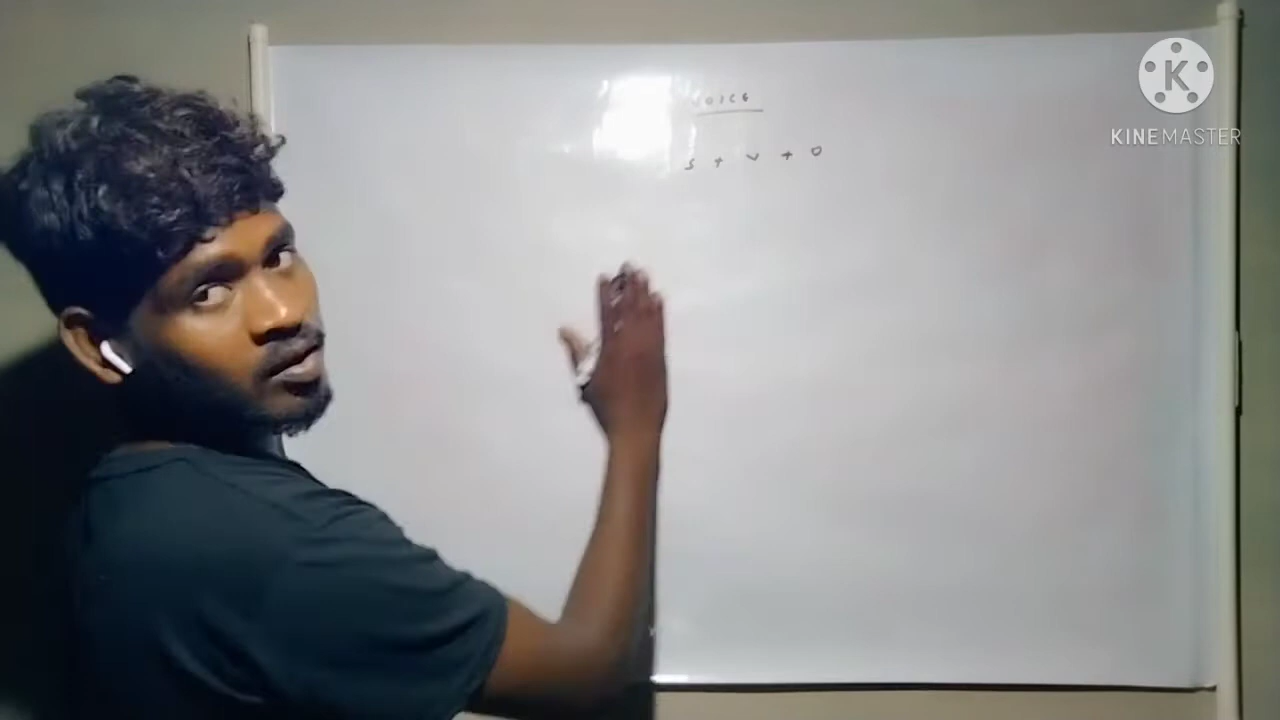 VOICE
S + V + O
K
KINEMASTER